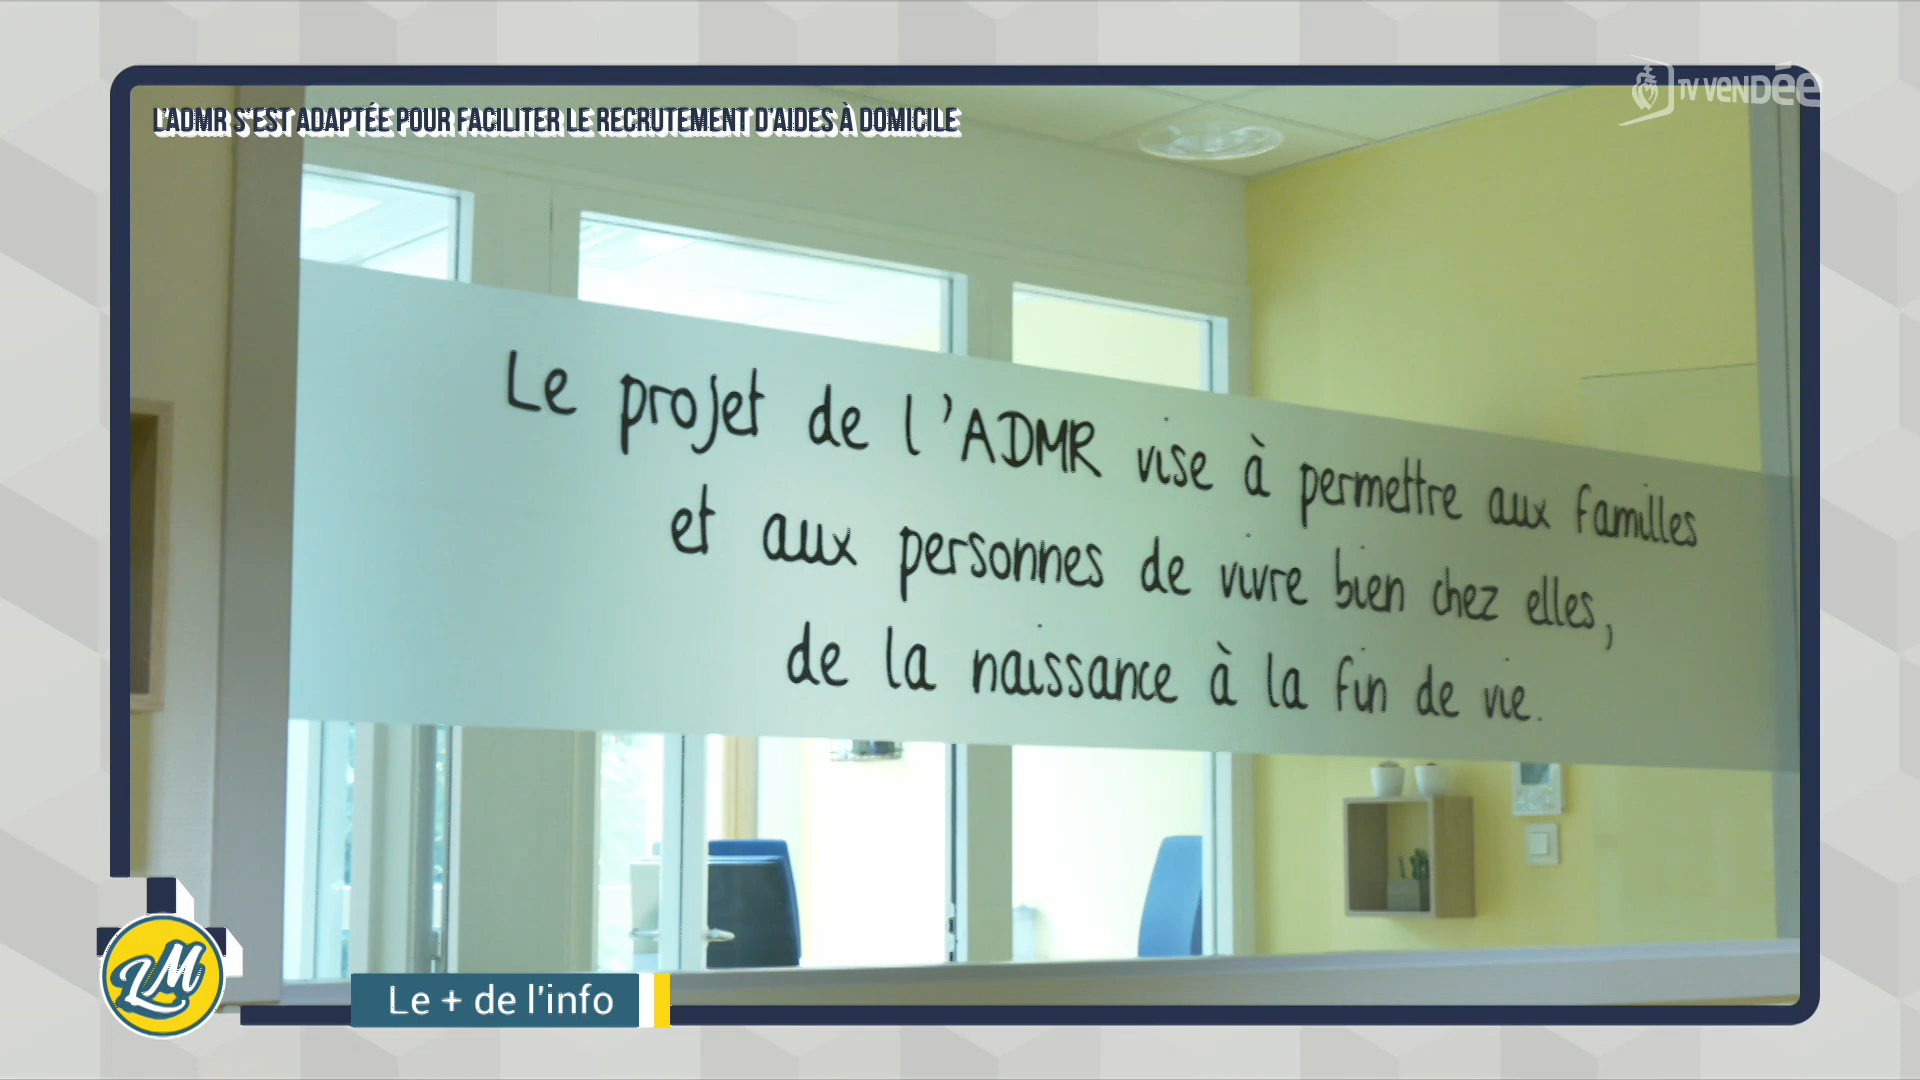 L'ADMR S'EST ADAPTÉE POUR FACILITER LE RECRUTEMENT D'AIDES À DOMICILE
TV VENDÉE
Le projet de l'ADMR vise à permettre aux familles
et aux personnes de vivre bien chez elles,
de la naissance à la fin de vie.
LM
Le + de l'info